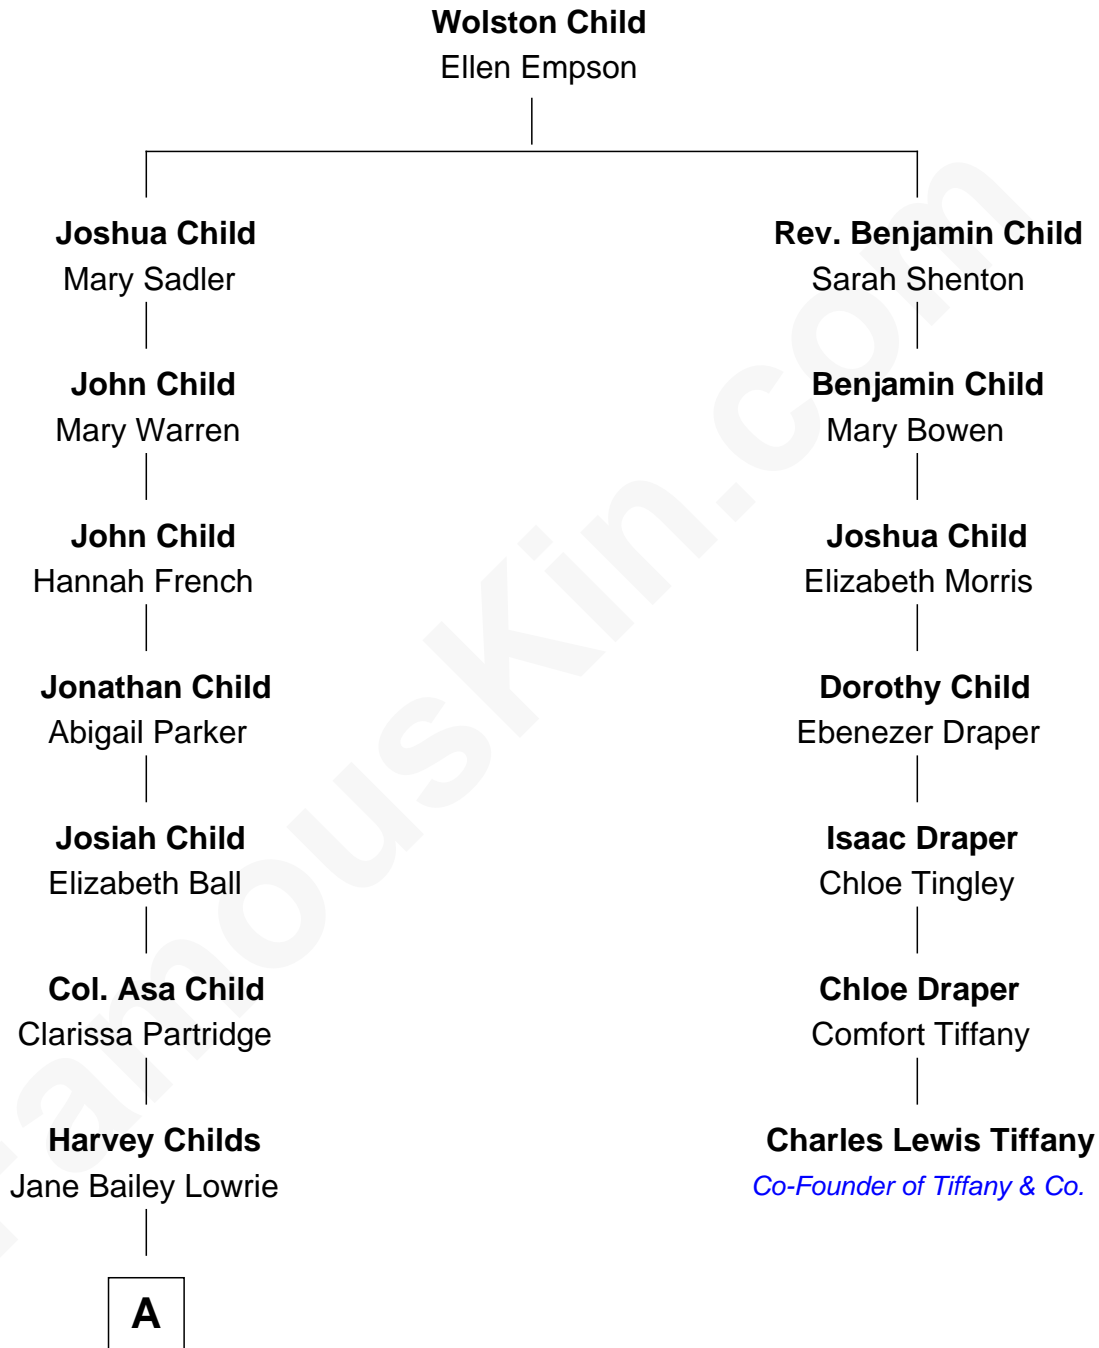 Wolston Child
Ellen Empson
Joshua Child
Mary Sadler
John Child
Mary Warren
John Child
Hannah French
Jonathan Child
Abigail Parker
Josiah Child
Elizabeth Ball
Col. Asa Child
Clarissa Partridge
Harvey Childs
Jane Bailey Lowrie
A
Rev. Benjamin Child
Sarah Shenton
Benjamin Child
Mary Bowen
Joshua Child
Elizabeth Morris
Dorothy Child
Ebenezer Draper
Isaac Draper
Chloe Tingley
Chloe Draper
Comfort Tiffany
Charles Lewis Tiffany
Co-Founder of Tiffany & Co.
FamousKin.com